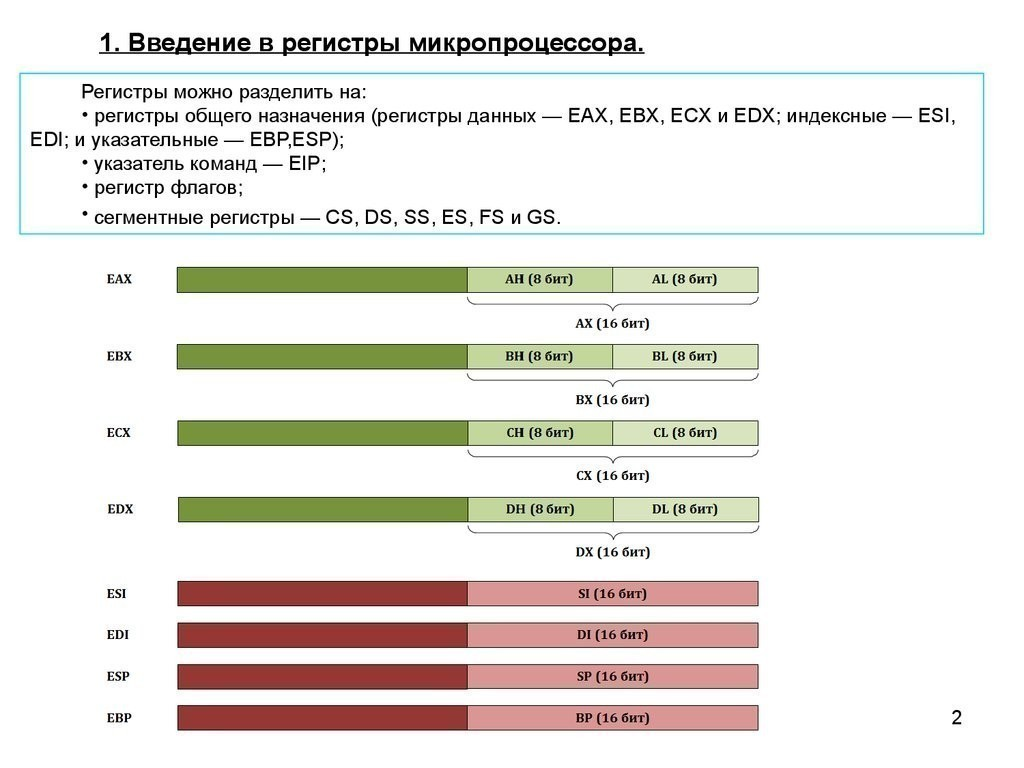 1. Введение в регистры микропроцессора.
Регистры можно разделить на:
• регистры общего назначения (регистры данных — EAX, EBX, ECX и EDX; индексные — ESI,
EDI; и указательные — EBP,ESP);
• указатель команд — EIP;
• регистр флагов;
• сегментные регистры — CS, DS, SS, ES, FS и GS.
EAX AH (8 бит) AL (8 бит)
AX (16 бит)
EBX BH (8 бит) BL (8 бит)
BX (16 бит)
ECX CH (8 бит) CL (8 бит)
CX (16 бит)
EDX DH (8 бит) DL (8 бит)
DX (16 бит)
ESI SI (16 бит)
EDI DI (16 бит)
ESP SP (16 бит)
EBP BP (16 бит)
2